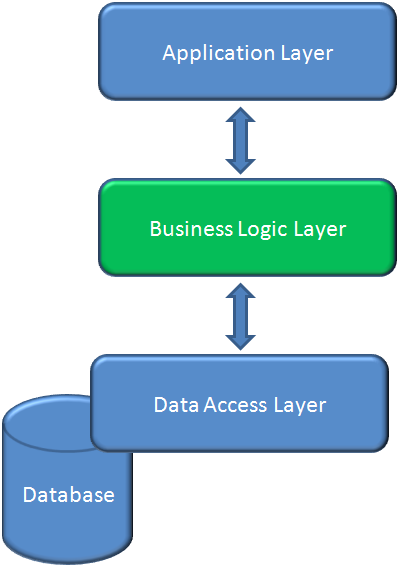 Application Layer
Business Logic Layer
Data Access Layer
Database